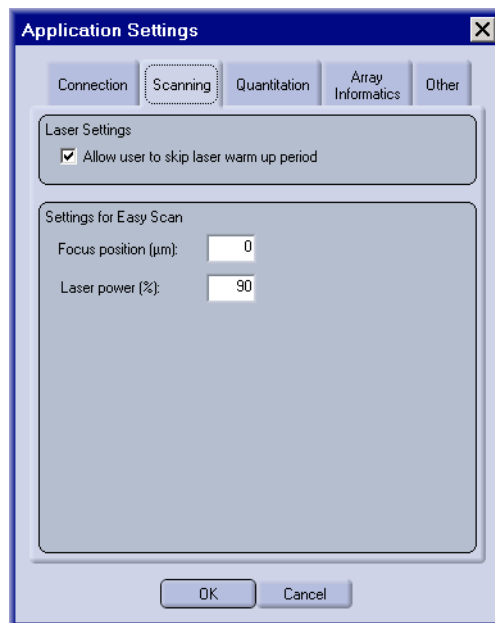 Application Settings
Connection
Scanning
Quantitation
Array
Informatics
Other
Laser Settings
Allow user to skip laser warm up period
Settings for Easy Scan
Focus position (µm): 0
Laser power (%): 90
OK
Cancel